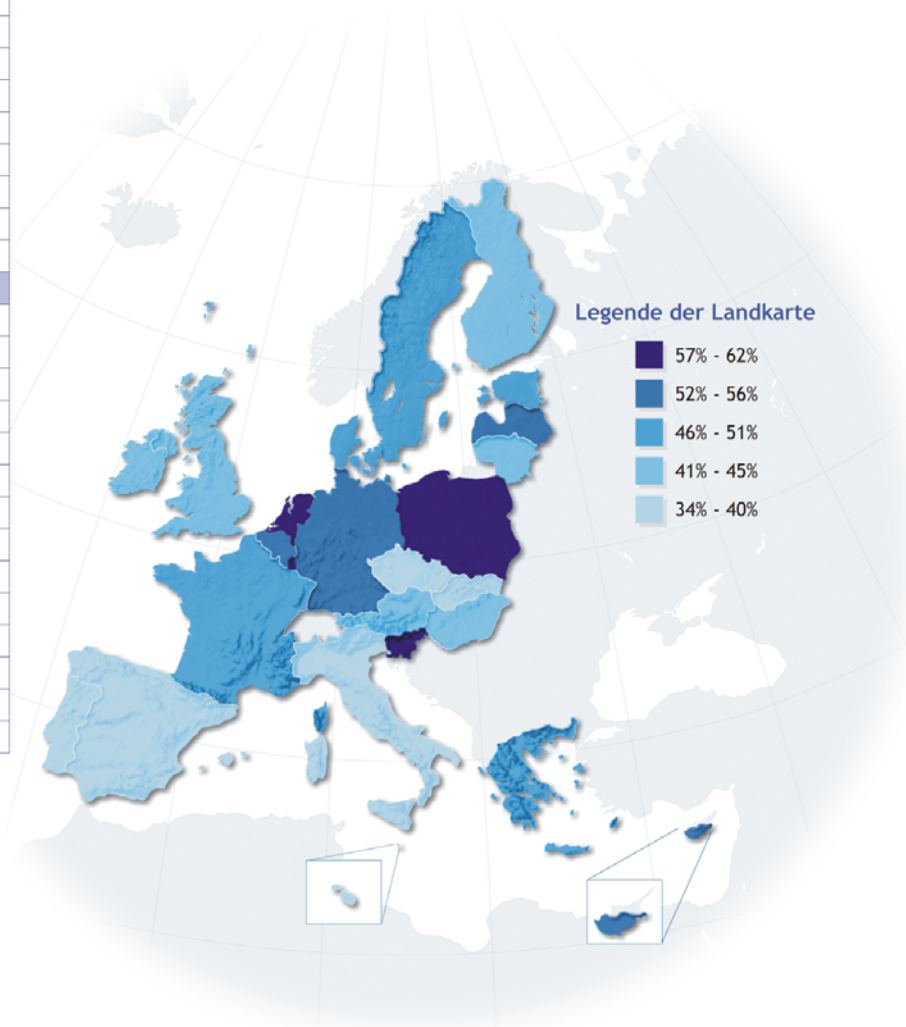 Legende der Landkarte
57% - 62%
52% - 56%
46% - 51%
41% - 45%
34% - 40%